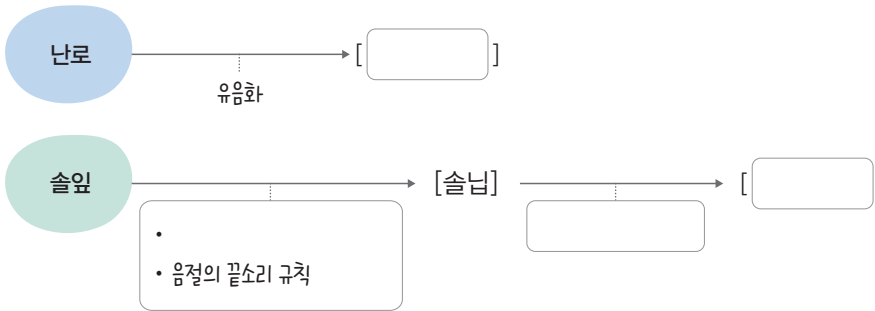 난로 [ ]
유음화
솔잎 [솔닙] [
•
• 음절의 끝소리 규칙